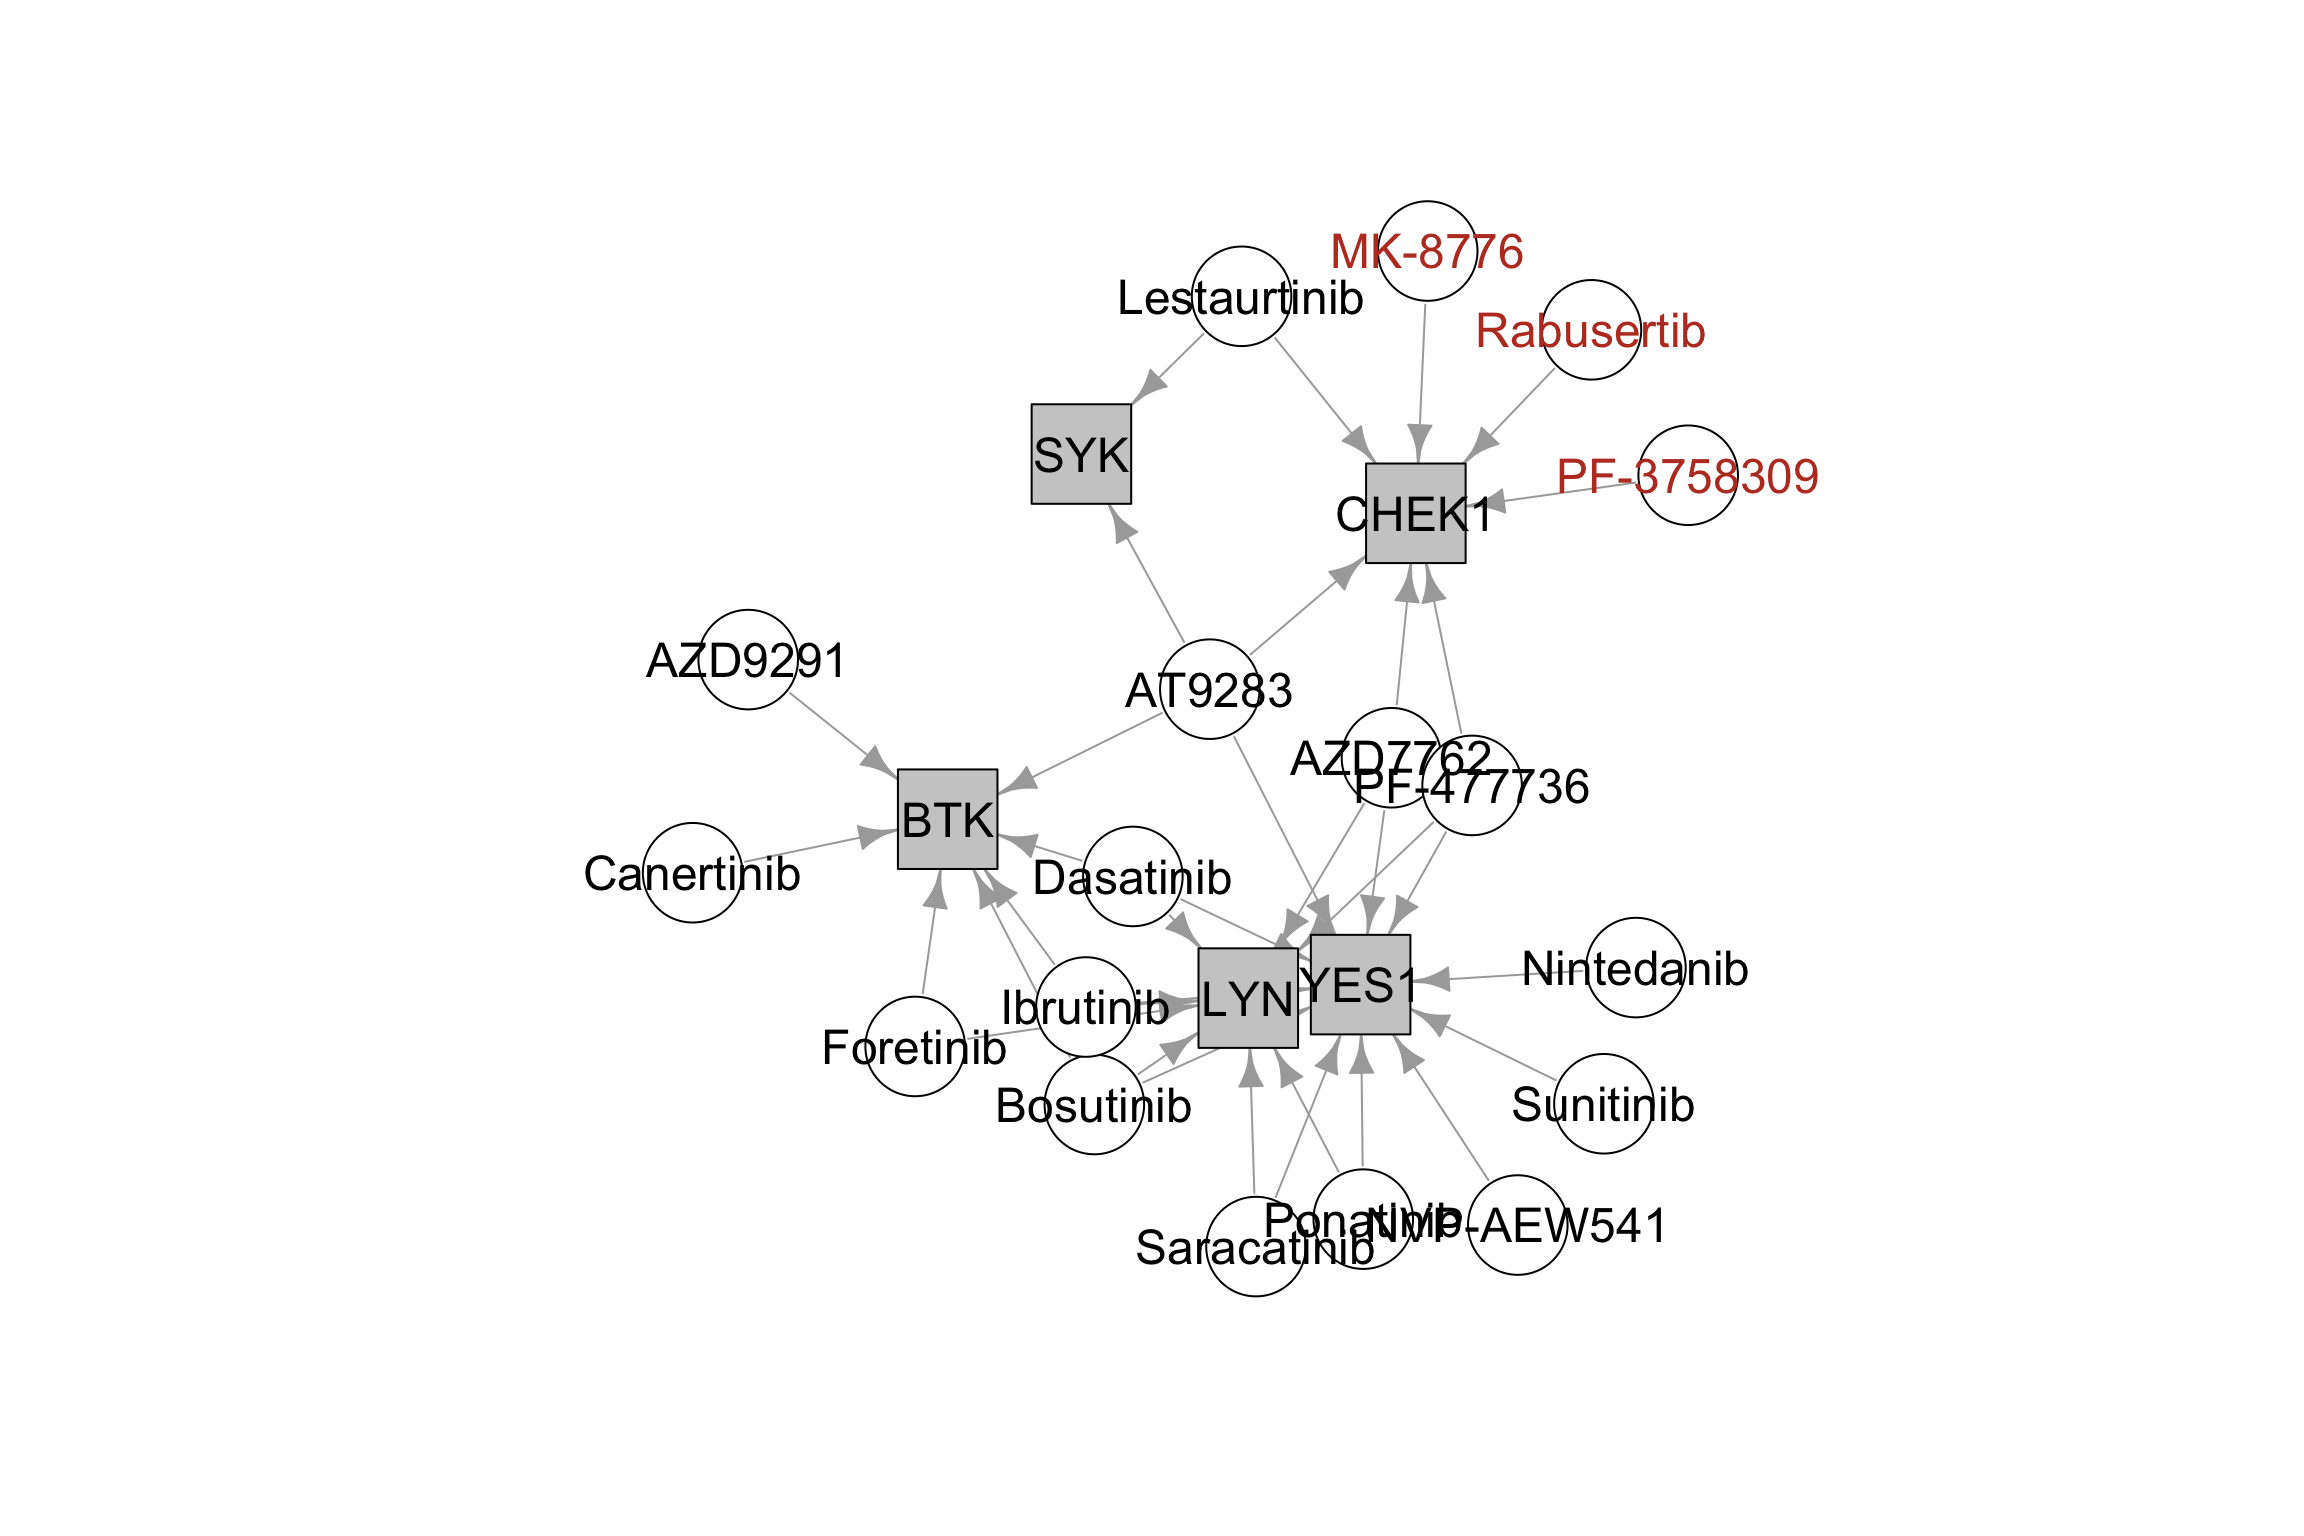 MK-8776
Lestaurtinib
Rabusertib
SYK
PF-3758309
CHEK1
AZD9291
AT9283
AZD7762
PF-477736
BTK
Canertinib
Dasatinib
Nintedanib
YES1
LYN
Ibrutinib
Foretinib
Bosutinib
Sunitinib
Ponatinib
NVP-AEW541
Saracatinib